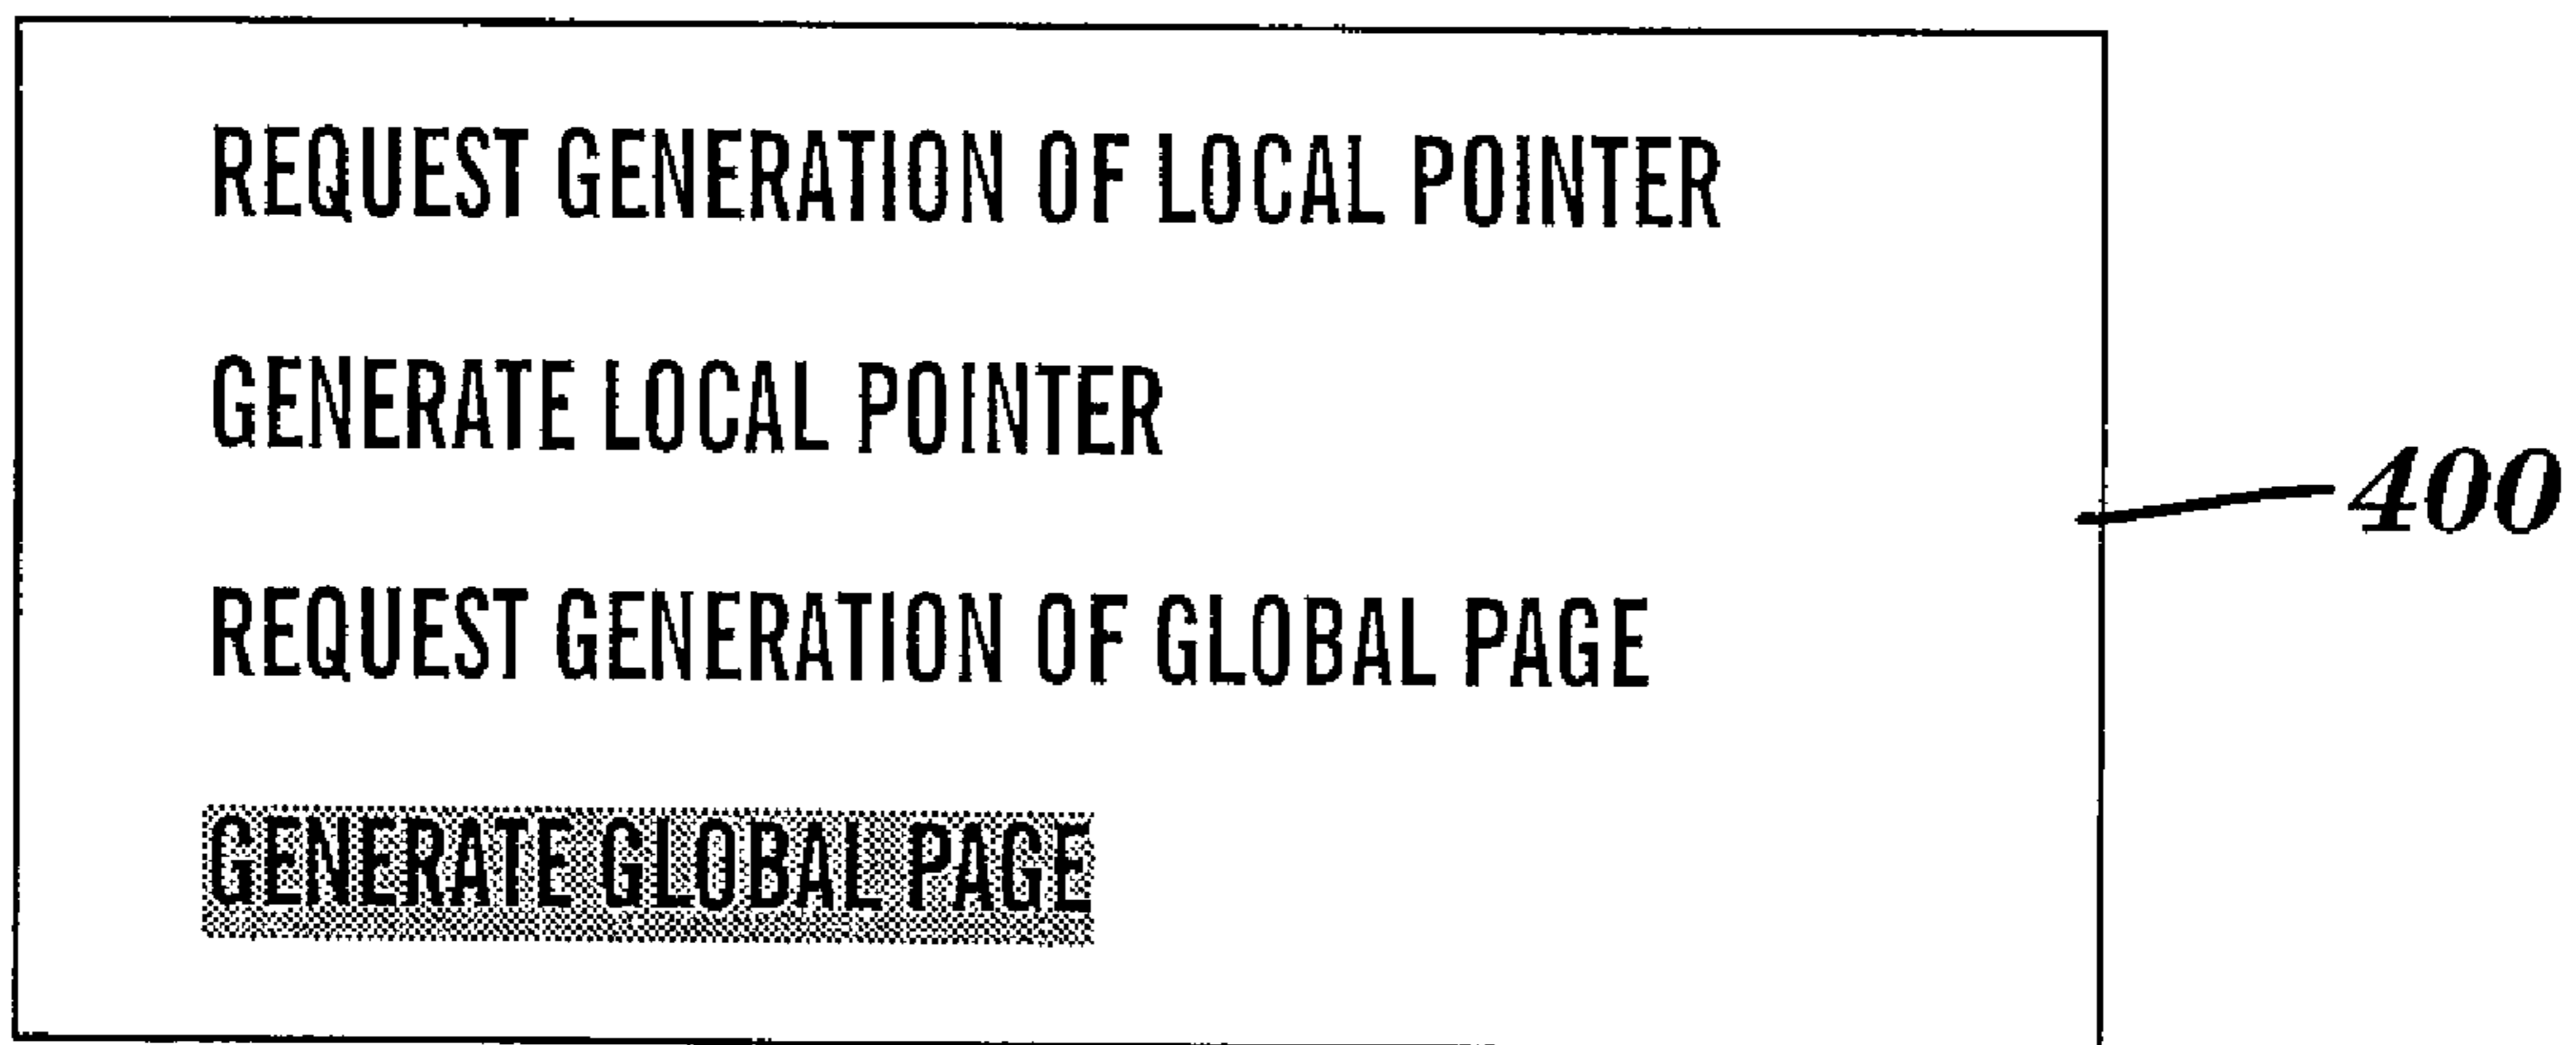 REQUEST GENERATION OF LOCAL POINTER
GENERATE LOCAL POINTER
400
REQUEST GENERATION OF GLOBAL PAGE
GENERATE GLOBAL PAGE